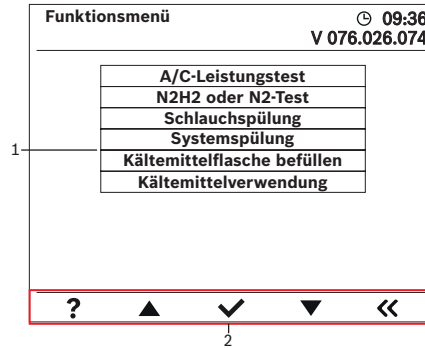 Funktionsmenü
09:36
V 076.026.074
A/C-Leistungstest
N2H2 oder N2-Test
Schlauchspülung
Systemspülung
1
Kältemittelflasche befüllen
Kältemittelverwendung
?
2